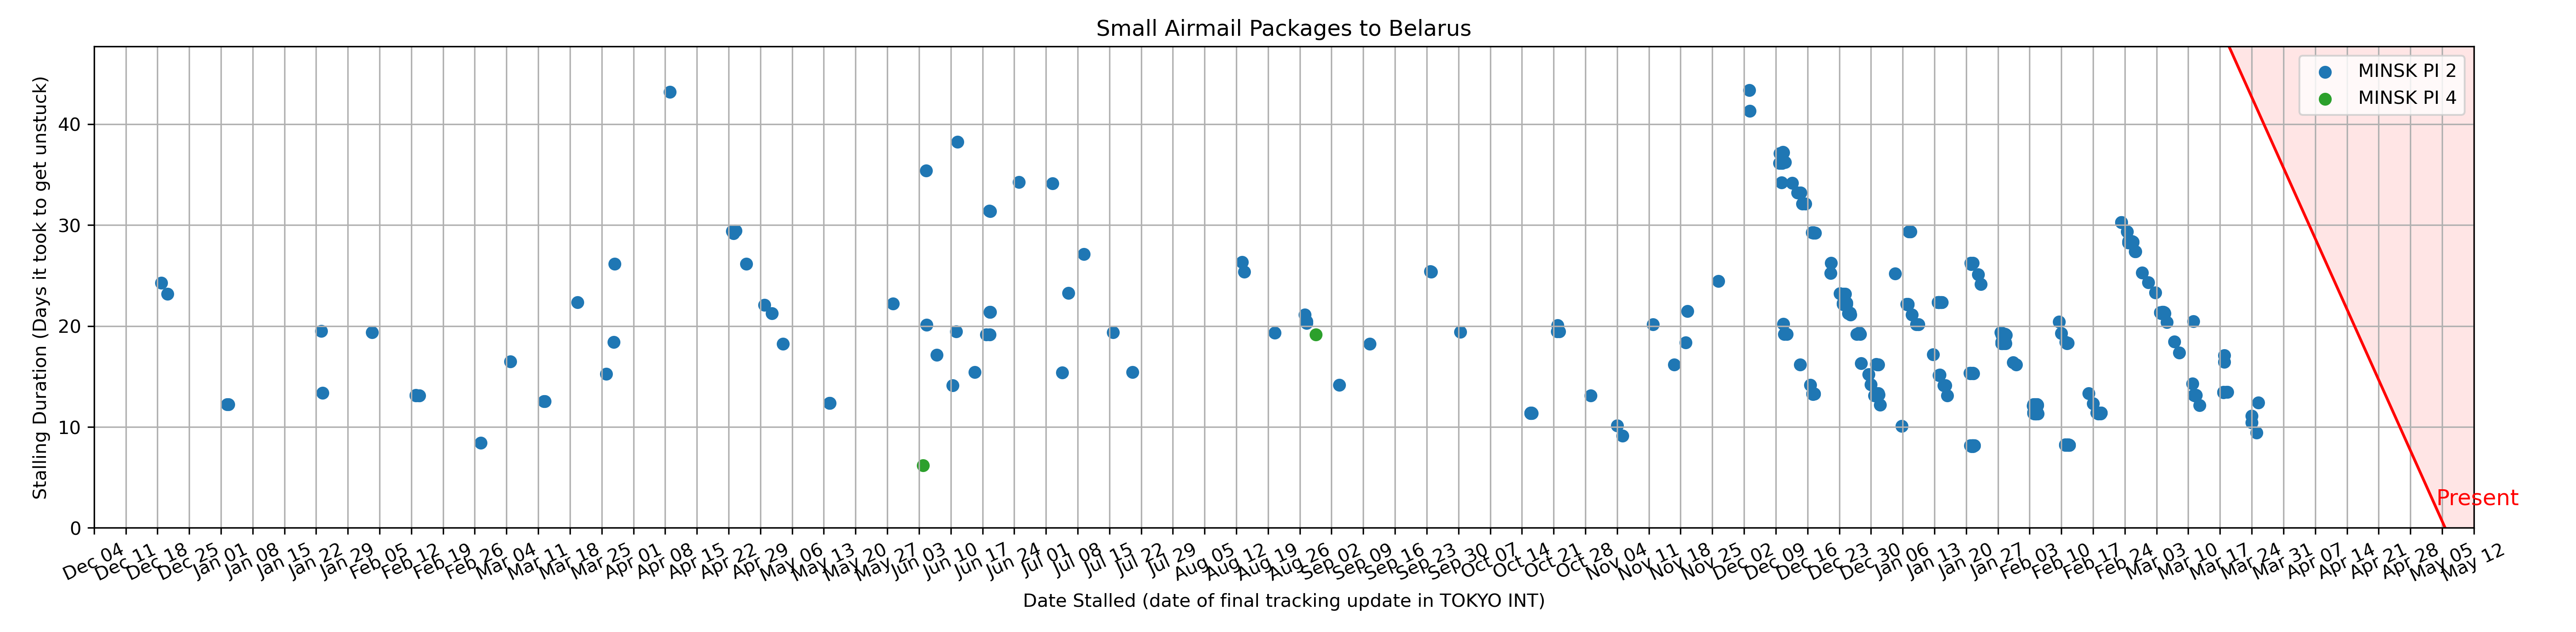 Small Airmail Packages to Belarus
Stalling Duration (Days it took to get unstuck)
40
30
20
10
0
MINSK PI 2
MINSK PI 4
Present
Dec 04
Dec 11
Dec 18
Dec 25
Jan 01
Jan 08
Jan 15
Jan 22
Jan 29
Feb 05
Feb 12
Feb 19
Feb 26
Mar 04
Mar 11
Mar 18
Mar 25
Apr 01
Apr 08
Apr 15
Apr 22
Apr 29
May 06
May 13
May 20
May 27
Jun 03
Jun 10
Jun 17
Jun 24
Jul 01
Jul 08
Jul 15
Jul 22
Jul 29
Aug 05
Aug 12
Aug 19
Aug 26
Sep 02
Sep 09
Sep 16
Sep 23
Sep 30
Oct 07
Oct 14
Oct 21
Oct 28
Nov 04
Nov 11
Nov 18
Nov 25
Dec 02
Dec 09
Dec 16
Dec 23
Dec 30
Jan 06
Jan 13
Jan 20
Jan 27
Feb 03
Feb 10
Feb 17
Feb 24
Mar 03
Mar 10
Mar 17
Mar 24
Mar 31
Apr 07
Apr 14
Apr 21
Apr 28
May 05
May 12
Date Stalled (date of final tracking update in TOKYO INT)